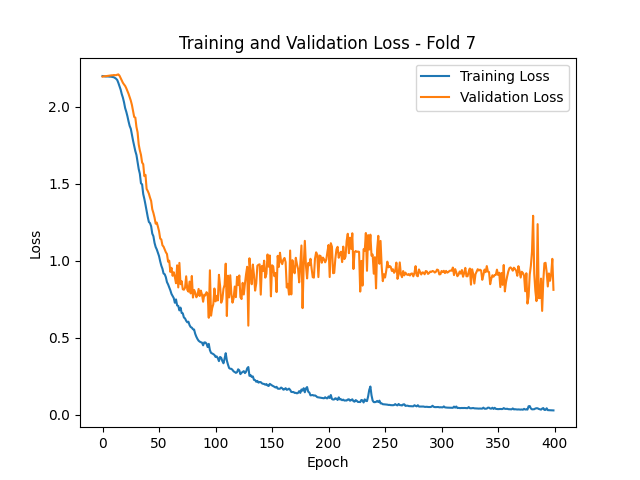 Training and Validation Loss - Fold 7
Training Loss
Validation Loss
Loss
2.0
1.5
1.0
0.5
0.0
0 50 100 150 200 250 300 350 400
Epoch